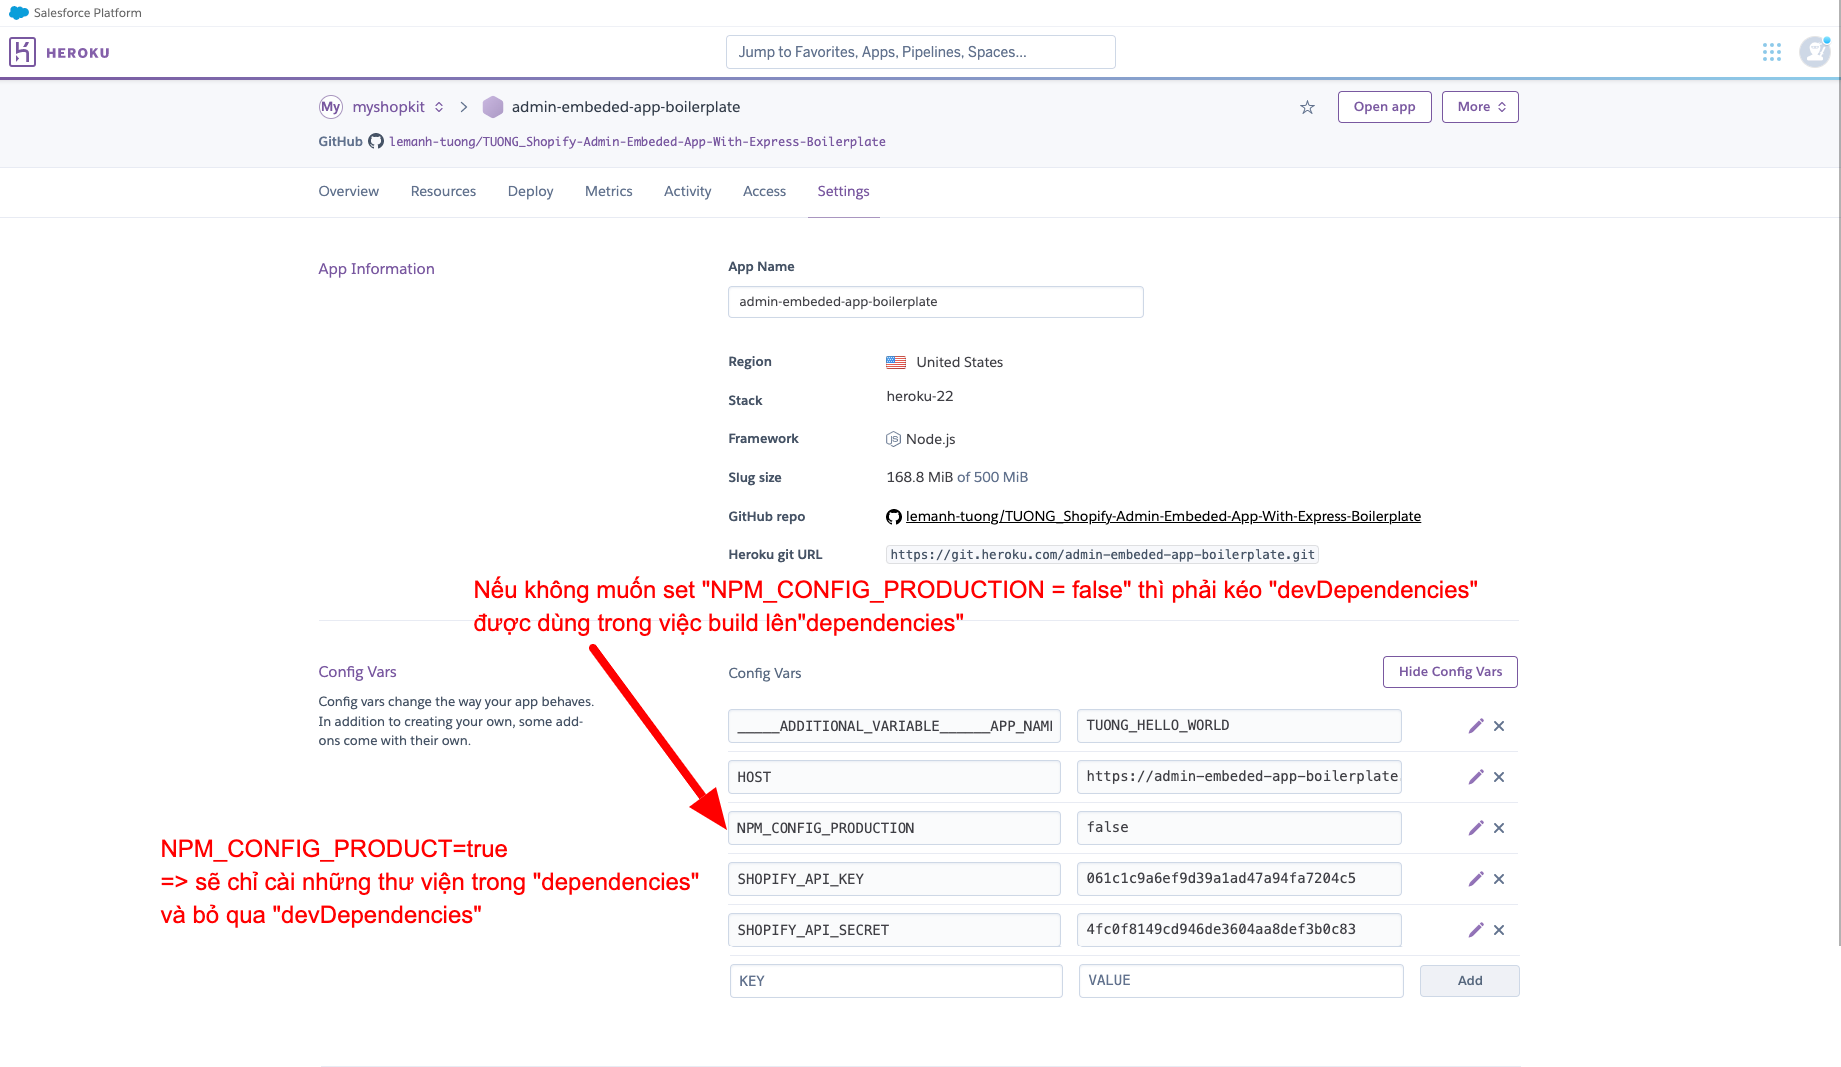 Salesforce Platform
HEROKU
Jump to Favorites, Apps, Pipelines, Spaces...
My myshopkit > admin-embeded-app-boilerplate
Open app
More
GitHub lemanh-tuong/TUONG_Shopify-Admin-Embeded-App-With-Express-Boilerplate
Overview Resources Deploy Metrics Activity Access Settings
App Information
App Name
admin-embeded-app-boilerplate
Region United States
Stack heroku-22
Framework Node.js
Slug size 168.8 MiB of 500 MiB
GitHub repo lemanh-tuong/TUONG_Shopify-Admin-Embeded-App-With-Express-Boilerplate
Heroku git URL https://git.heroku.com/admin-embeded-app-boilerplate.git
Nếu không muốn set "NPM_CONFIG_PRODUCTION = false" thì phải kéo "devDependencies"
được dùng trong việc build lên"dependencies"
Config Vars
Config vars change the way your app behaves.
In addition to creating your own, some add-
ons come with their own.
Config Vars
Hide Config Vars
_____ADDITIONAL_VARIABLE______APP_NAM TUONG_HELLO_WORLD
HOST https://admin-embeded-app-boilerplate.
NPM_CONFIG_PRODUCTION false
SHOPIFY_API_KEY 061c1c9a6ef9d39a1ad47a94fa7204c5
SHOPIFY_API_SECRET 4fc0f8149cd946de3604aa8def3b0c83
KEY VALUE Add
NPM_CONFIG_PRODUCT=true
=> sẽ chỉ cài những thư viện trong "dependencies"
và bỏ qua "devDependencies"